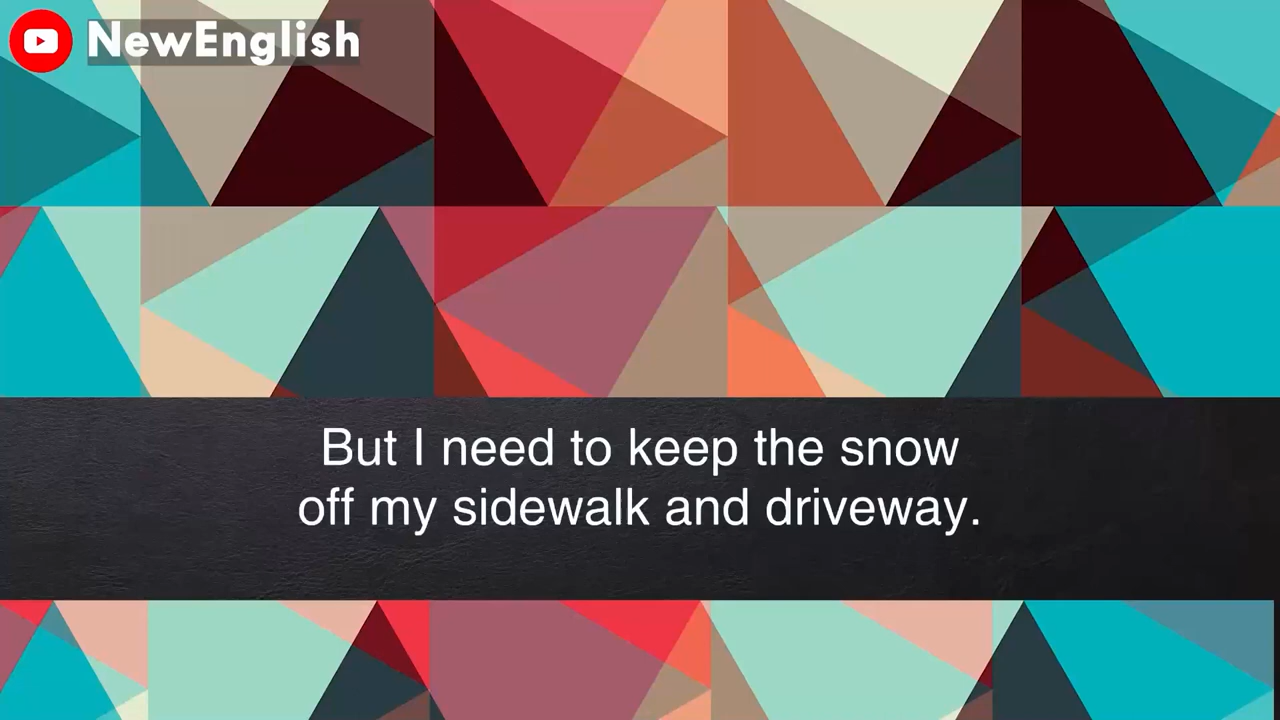 NewEnglish
But I need to keep the snow
off my sidewalk and driveway.